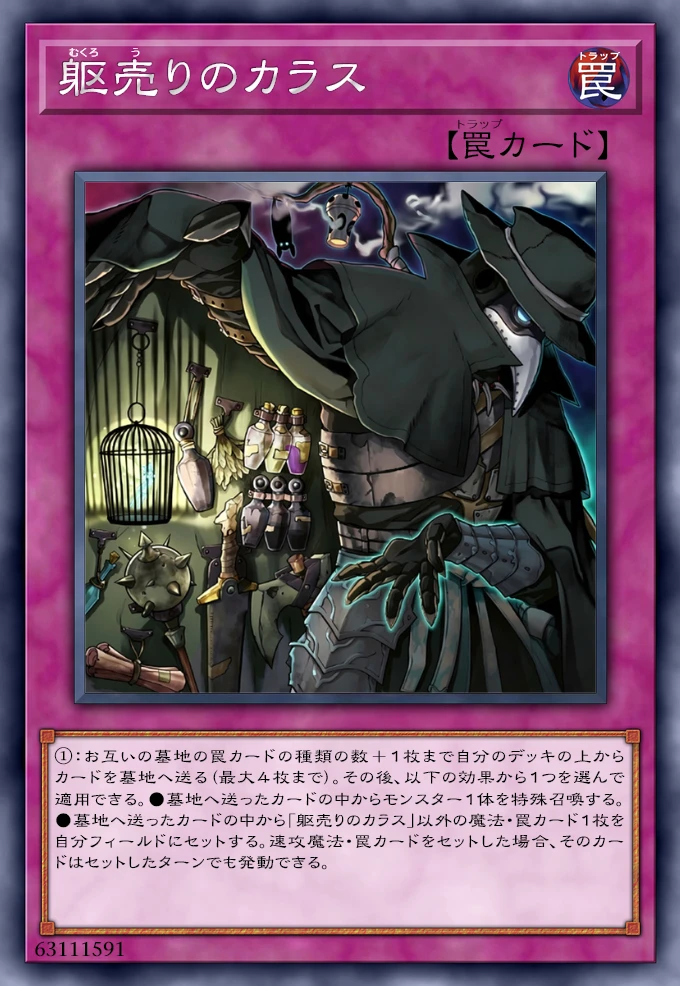 むくろ う
躯売りのカラス
トラップ
罠
トラップ
【罠カード】
①:お互いの墓地の罠カードの種類の数+1枚まで自分のデッキの上から
カードを墓地へ送る(最大4枚まで)。その後、以下の効果から1つを選んで
適用できる。●墓地へ送ったカードの中からモンスター1体を特殊召喚する。
●墓地へ送ったカードの中から「躯売りのカラス」以外の魔法・罠カード1枚を
自分フィールドにセットする。速攻魔法・罠カードをセットした場合、そのカー
ドはセットしたターンでも発動できる。
63111591